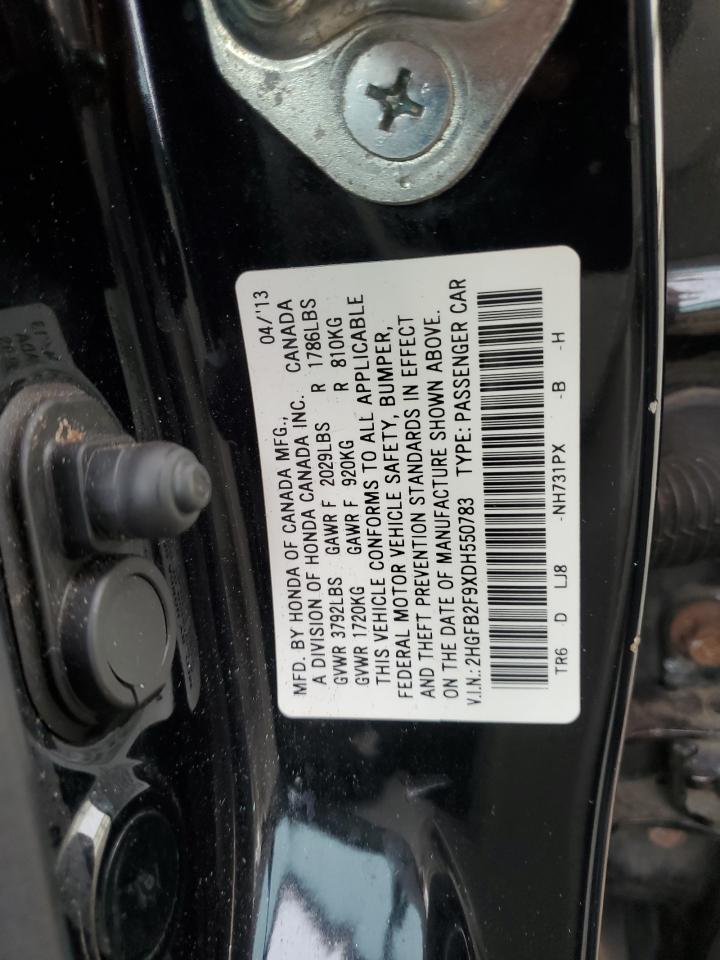 MFD. BY HONDA OF CANADA MFG., 04/'13
A DIVISION OF HONDA CANADA INC. CANADA
GVWR 3792LBS GAWR F 2029LBS R 1786LBS
GVWR 1720KG GAWR F 920KG R 810KG
THIS VEHICLE CONFORMS TO ALL APPLICABLE
FEDERAL MOTOR VEHICLE SAFETY, BUMPER,
AND THEFT PREVENTION STANDARDS IN EFFECT
ON THE DATE OF MANUFACTURE SHOWN ABOVE.
V.I.N.:2HGFB2F9XDH550783 TYPE: PASSENGER CAR
TR6 D LJ8 -NH731PX -B -H